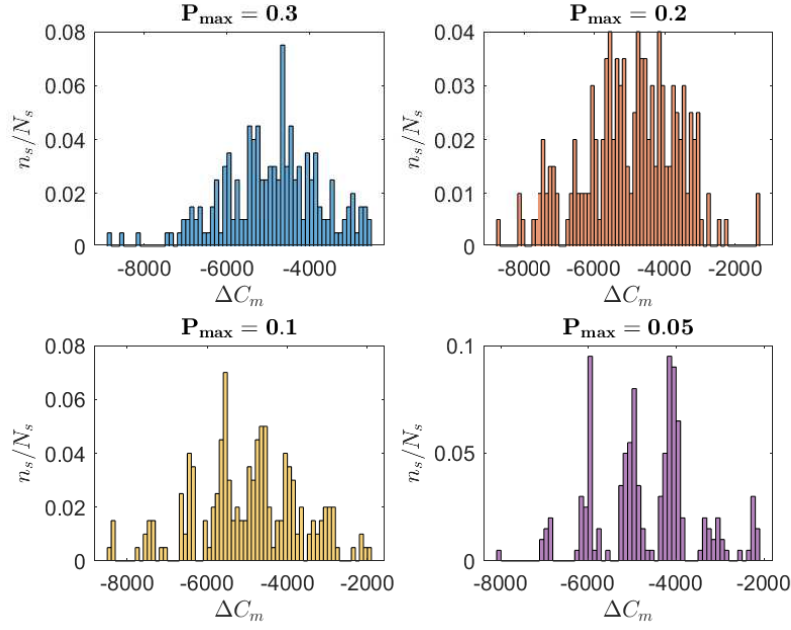 P_max = 0.3
n_s/N_s
0.08
0.06
0.04
0.02
0
-8000 -6000 -4000
ΔC_m
P_max = 0.2
n_s/N_s
0.04
0.03
0.02
0.01
0
-8000 -6000 -4000 -2000
ΔC_m
P_max = 0.1
n_s/N_s
0.08
0.06
0.04
0.02
0
-8000 -6000 -4000 -2000
ΔC_m
P_max = 0.05
n_s/N_s
0.1
0.05
0
-8000 -6000 -4000 -2000
ΔC_m